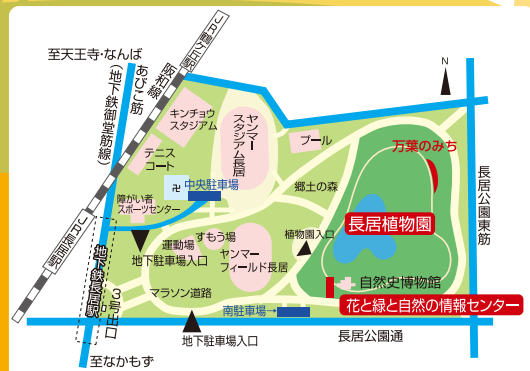 JR鶴ケ丘駅
至天王寺・なんば
(地下鉄御堂筋線)
あびこ筋
阪和線
N
キンチョウ
スタジアム
ヤンマー
スタジアム長居
プール
テニス
コート
万葉のみち
中央駐車場
卍
郷土の森
長居公園東筋
障がい者
スポーツセンター
長居植物園
植物園入口
運動場
すもう場
地下駐車場入口
ヤンマー
フィールド長居
JR長居駅
地下鉄長居駅
3号出口
自然史博物館
マラソン道路
花と緑と自然の情報センター
南駐車場→
長居公園通
地下駐車場入口
至なかもず